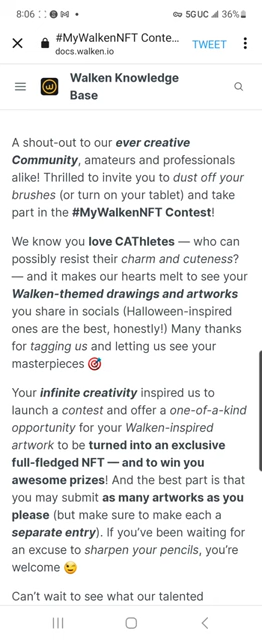 8:06
5GUC 36%
#MyWalkenNFT Conte...
docs.walken.io
TWEET
Walken Knowledge
Base
A shout-out to our ever creative
Community, amateurs and professionals
alike! Thrilled to invite you to dust off your
brushes (or turn on your tablet) and take
part in the #MyWalkenNFT Contest!
We know you love CAThletes — who can
possibly resist their charm and cuteness?
— and it makes our hearts melt to see your
Walken-themed drawings and artworks
you share in socials (Halloween-inspired
ones are the best, honestly!) Many thanks
for tagging us and letting us see your
masterpieces 🎯
Your infinite creativity inspired us to
launch a contest and offer a one-of-a-kind
opportunity for your Walken-inspired
artwork to be turned into an exclusive
full-fledged NFT — and to win you
awesome prizes! And the best part is that
you may submit as many artworks as you
please (but make sure to make each a
separate entry). If you've been waiting for
an excuse to sharpen your pencils, you're
welcome 😉
Can't wait to see what our talented